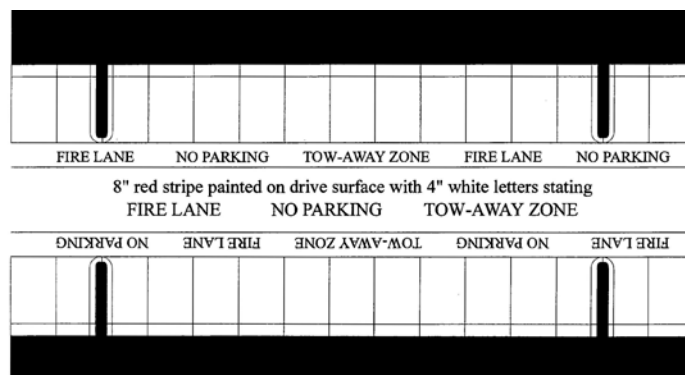 FIRE LANE NO PARKING TOW-AWAY ZONE FIRE LANE NO PARKING
8" red stripe painted on drive surface with 4" white letters stating
FIRE LANE NO PARKING TOW-AWAY ZONE
FIRE LANE NO PARKING TOW-AWAY ZONE FIRE LANE NO PARKING